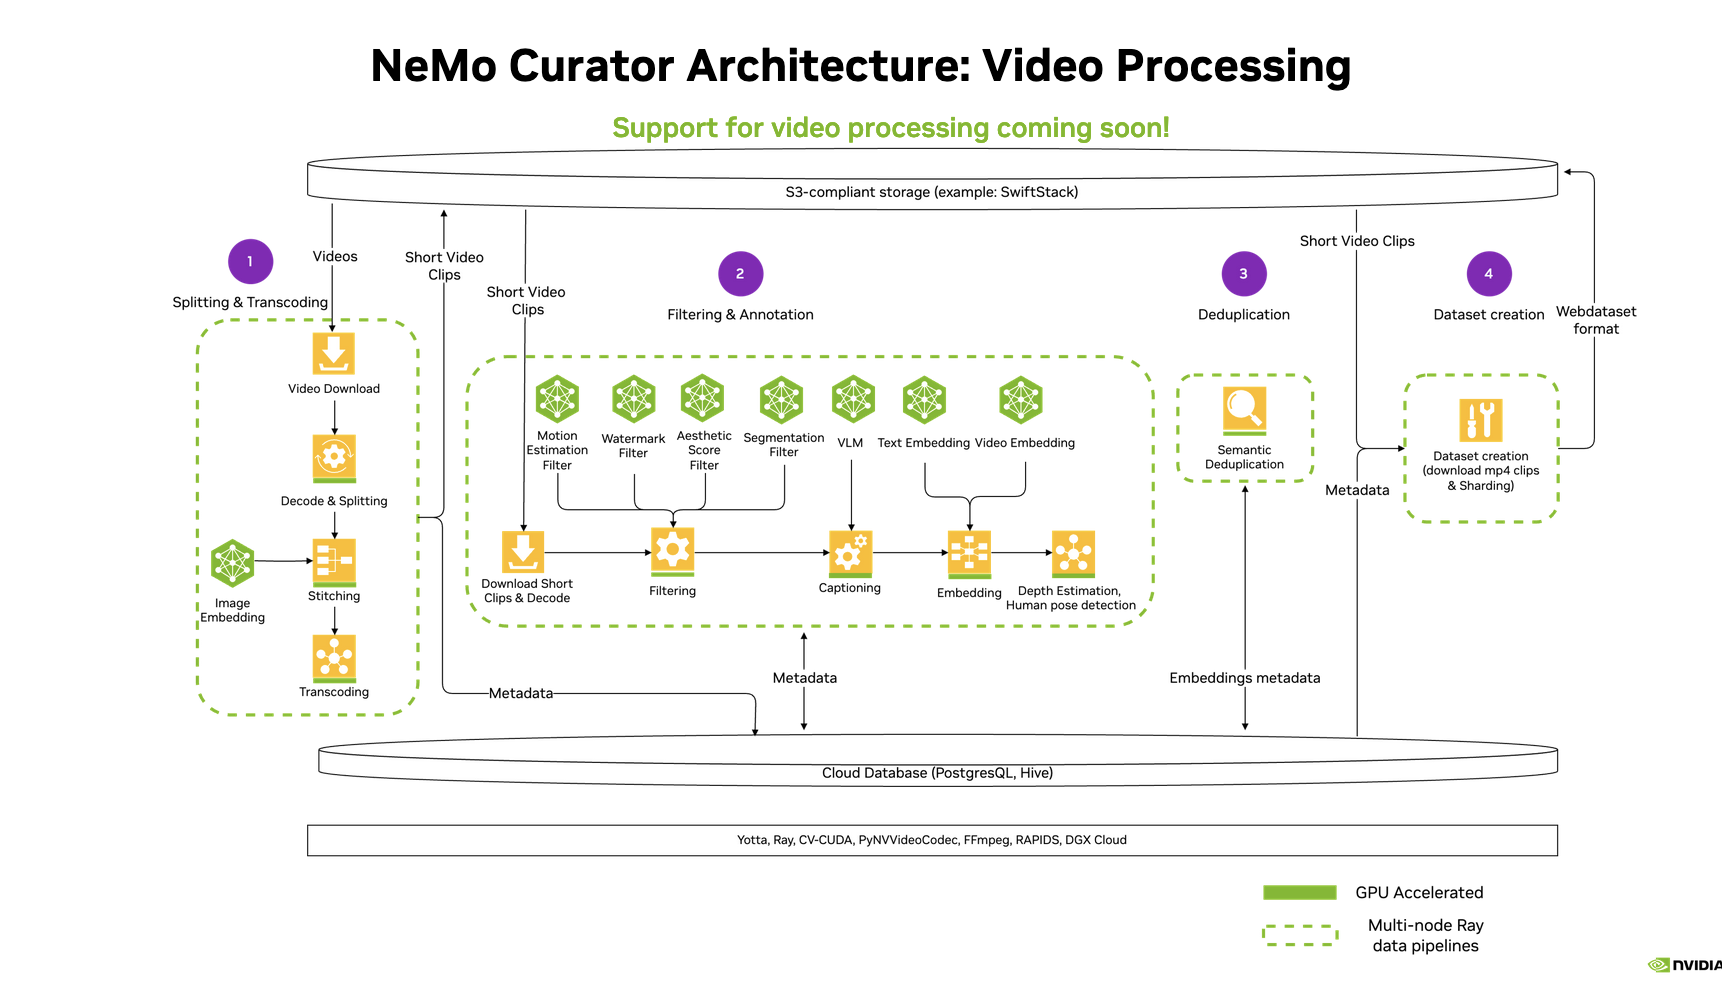 NeMo Curator Architecture: Video Processing
Support for video processing coming soon!
S3-compliant storage (example: SwiftStack)
1
Splitting & Transcoding
Videos
Short Video
Clips
Short Video
Clips
2
Filtering & Annotation
3
Deduplication
Short Video Clips
4
Dataset creation
Webdataset
format
Video Download
Decode & Splitting
Image
Embedding
Stitching
Transcoding
Motion
Estimation
Filter
Watermark
Filter
Aesthetic
Score
Filter
Segmentation
Filter
VLM
Text Embedding
Video Embedding
Download Short
Clips & Decode
Filtering
Captioning
Embedding
Depth Estimation,
Human pose detection
Semantic
Deduplication
Dataset creation
(download mp4 clips
& Sharding)
Metadata
Metadata
Metadata
Embeddings metadata
Cloud Database (PostgresQL, Hive)
Yotta, Ray, CV-CUDA, PyNVVideoCodec, FFmpeg, RAPIDS, DGX Cloud
GPU Accelerated
Multi-node Ray
data pipelines
NVIDIA